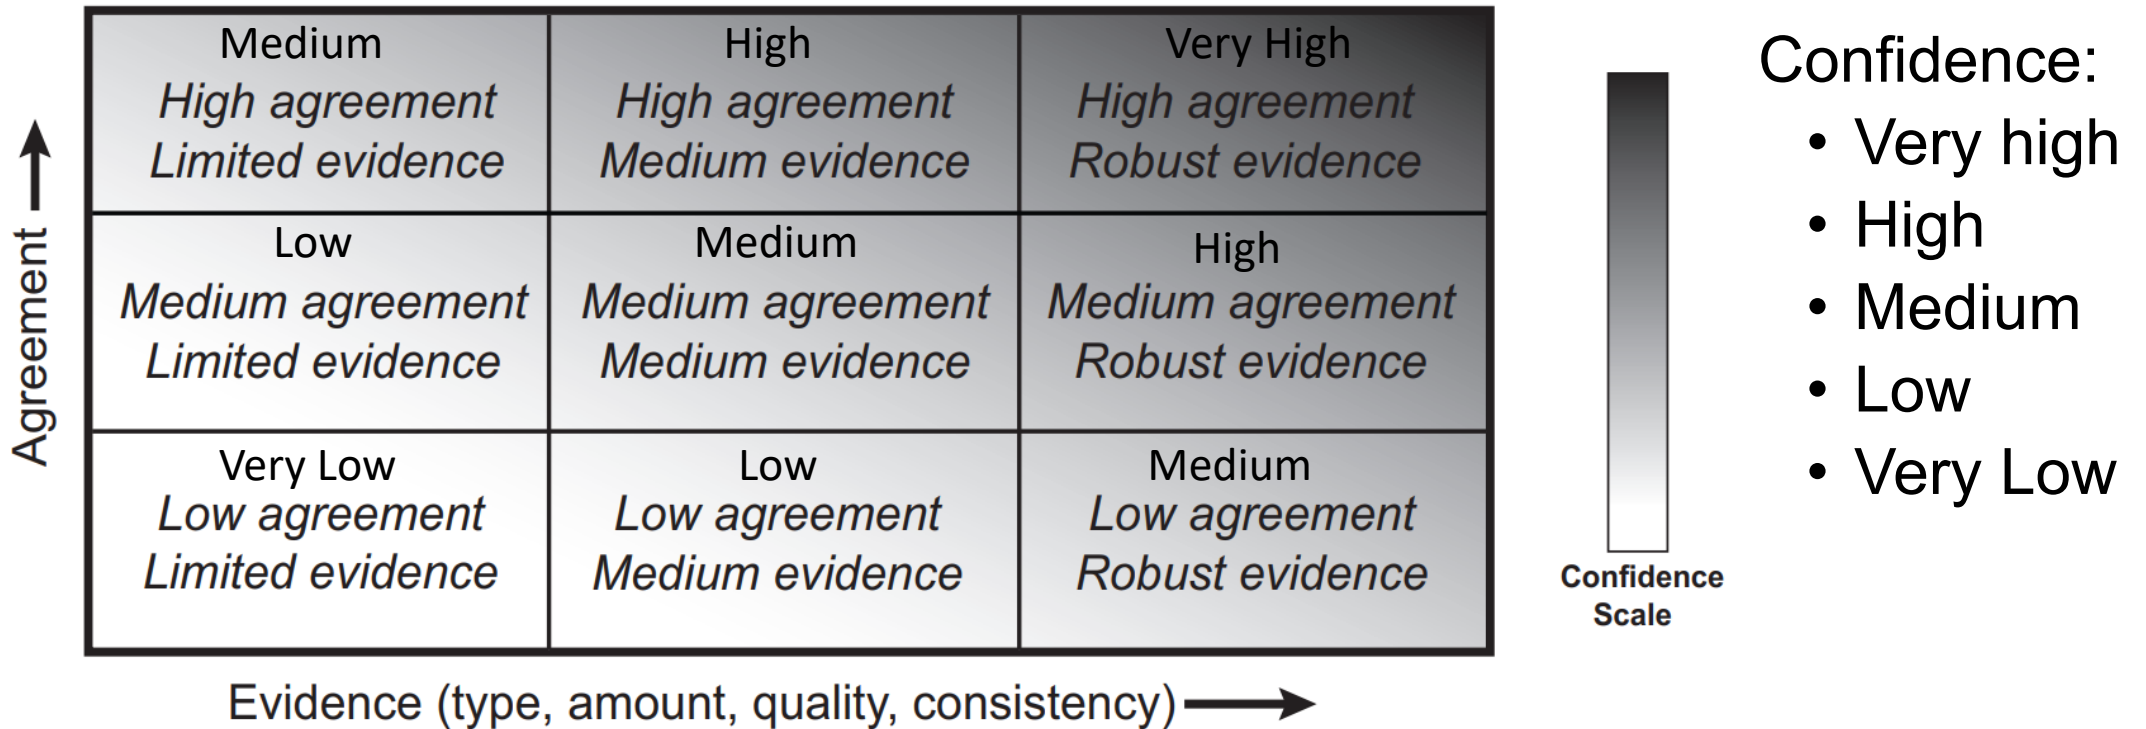 Medium
High agreement
Limited evidence
High
High agreement
Medium evidence
Very High
High agreement
Robust evidence
Low
Medium agreement
Limited evidence
Medium
Medium agreement
Medium evidence
High
Medium agreement
Robust evidence
Very Low
Low agreement
Limited evidence
Low
Low agreement
Medium evidence
Medium
Low agreement
Robust evidence
Agreement
Evidence (type, amount, quality, consistency)
Confidence
Scale
Confidence:
• Very high
• High
• Medium
• Low
• Very Low